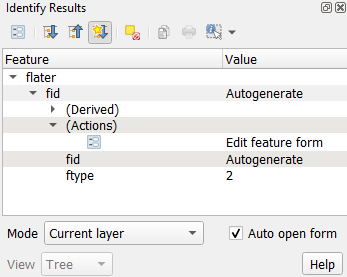 Identify Results
Feature Value
flater
fid Autogenerate
(Derived)
(Actions)
Edit feature form
fid Autogenerate
ftype 2
Mode Current layer Auto open form
View Tree Help